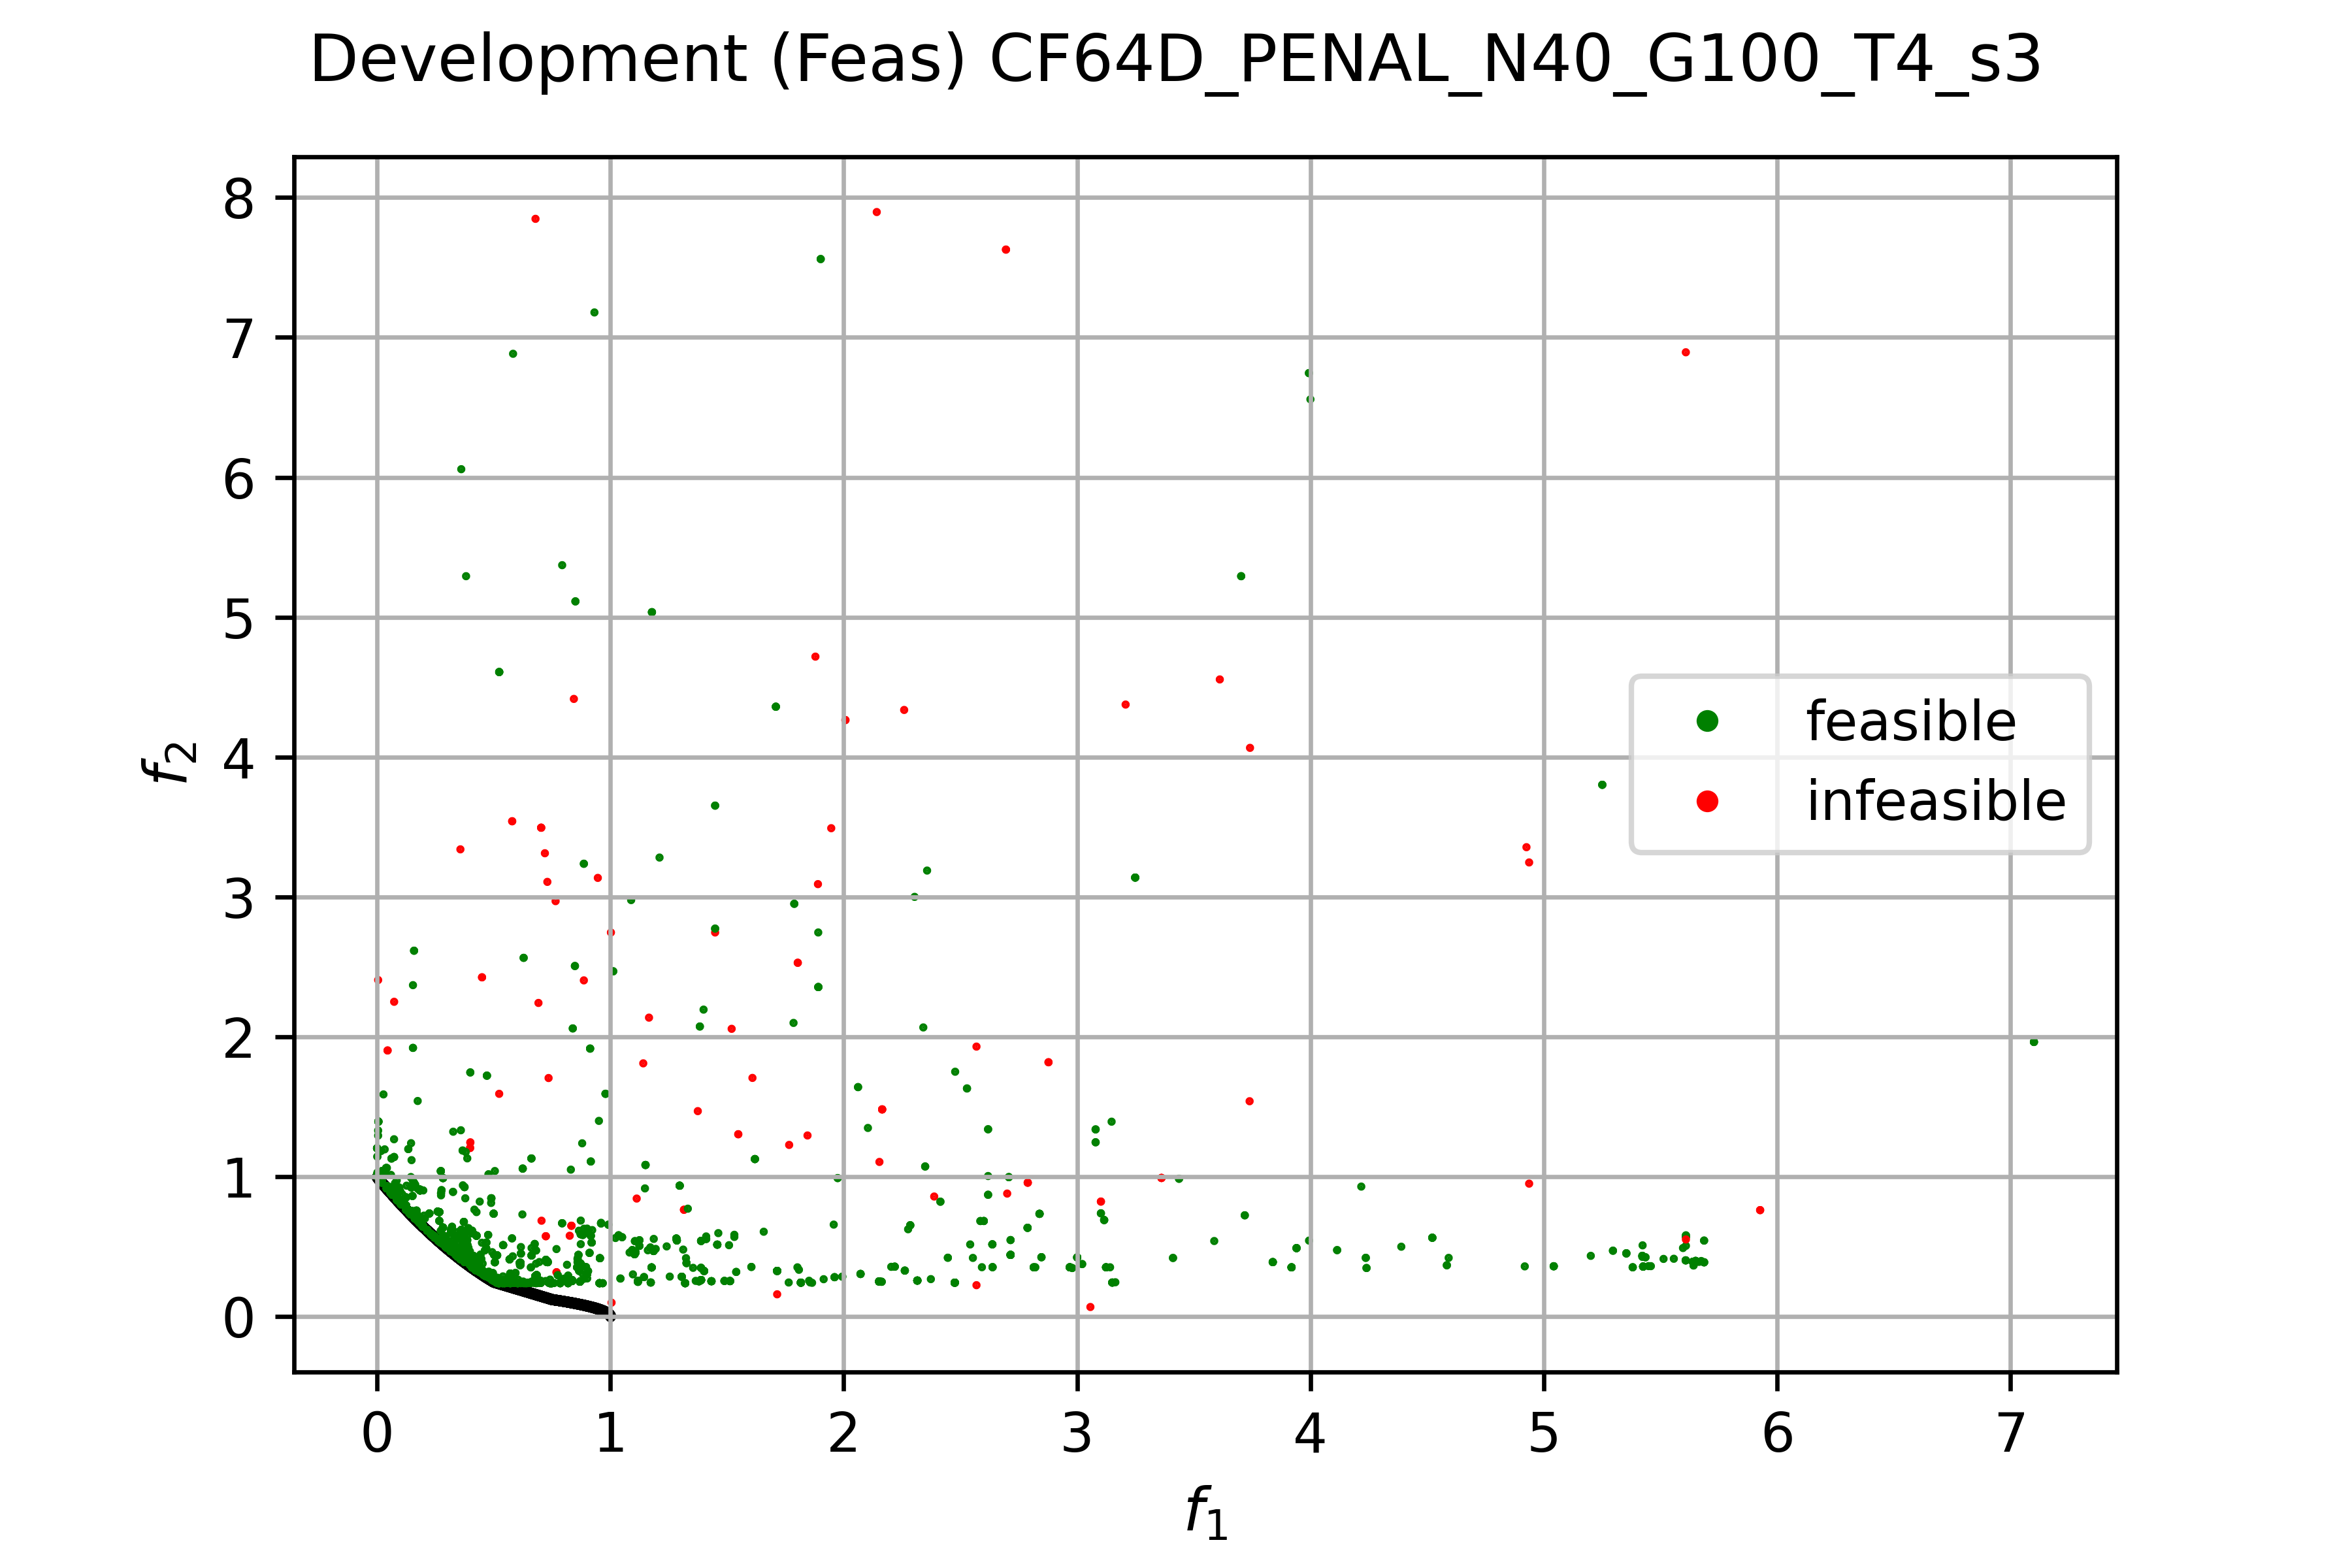 Development (Feas) CF64D_PENAL_N40_G100_T4_s3
8
7
6
5
4
3
2
1
0
f2
feasible
infeasible
0 1 2 3 4 5 6 7
f1